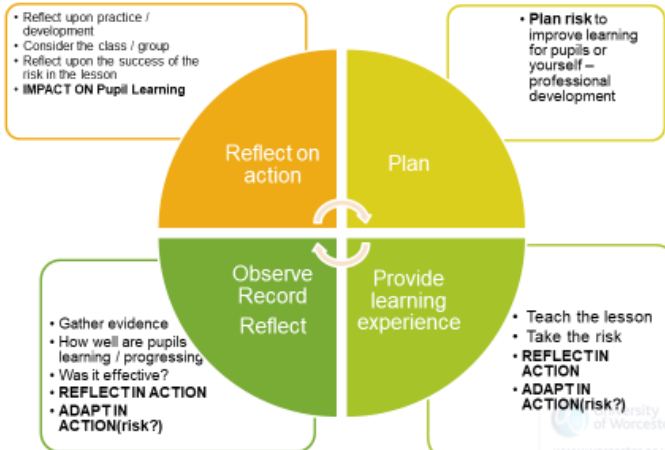 • Reflect upon practice /
development
• Consider the class / group
• Reflect upon the success of the
risk in the lesson
• IMPACT ON Pupil Learning
• Plan risk to
improve learning
for pupils or
yourself –
professional
development
Reflect on
action
Plan
Observe
Record
Reflect
Provide
learning
experience
• Gather evidence
• How well are pupils
learning / progressing
• Was it effective?
• REFLECT IN ACTION
• ADAPT IN
ACTION(risk?)
• Teach the lesson
• Take the risk
• REFLECT IN
ACTION
• ADAPT IN
ACTION(risk?)
University
of Worcest